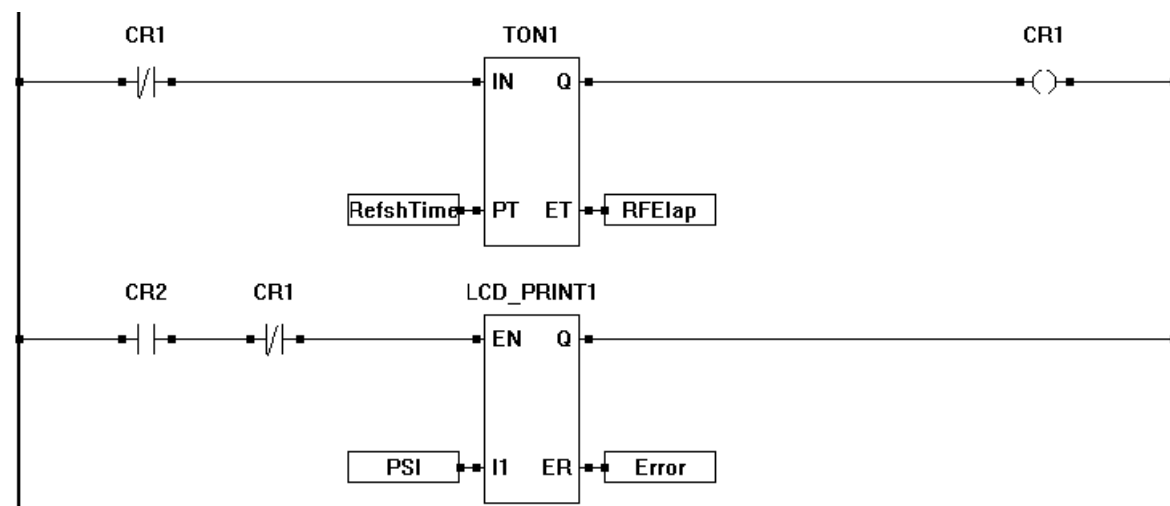 CR1 TON1 CR1
IN Q
RefshTime PT ET RFElap
CR2 CR1 LCD_PRINT1
EN Q
PSI I1 ER Error